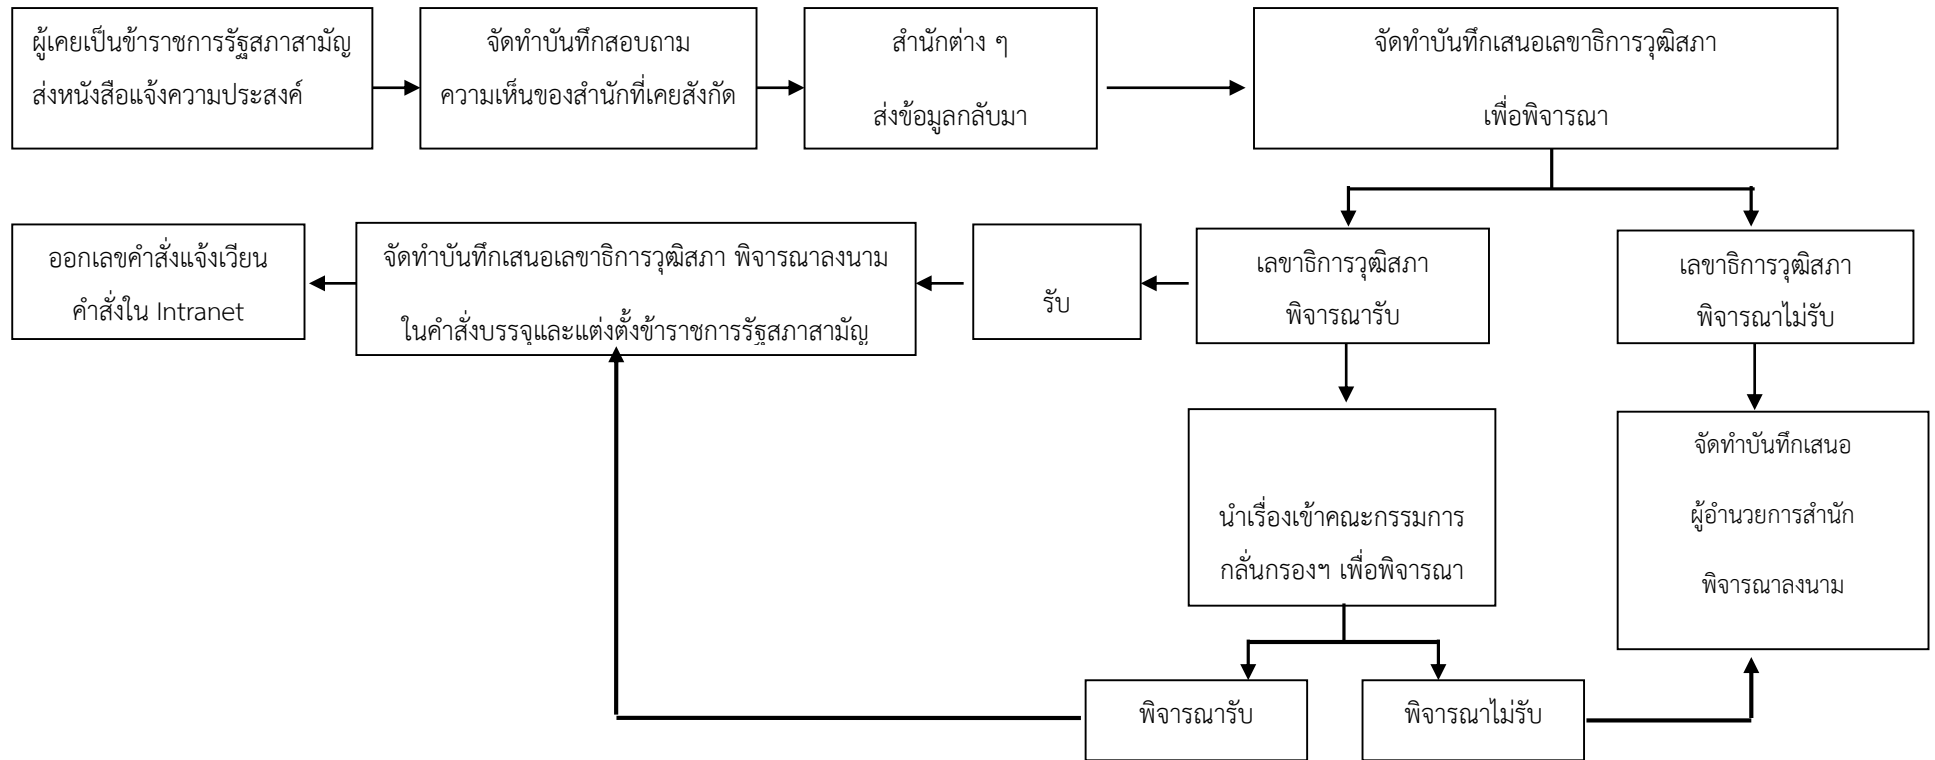 ผู้เคยเป็นข้าราชการรัฐสภาสามัญ
ส่งหนังสือแจ้งความประสงค์
จัดทำบันทึกสอบถาม
ความเห็นของสำนักที่เคยสังกัด
สำนักต่าง ๆ
ส่งข้อมูลกลับมา
จัดทำบันทึกเสนอเลขาธิการวุฒิสภา
เพื่อพิจารณา
ออกเลขคำสั่งแจ้งเวียน
คำสั่งใน Intranet
จัดทำบันทึกเสนอเลขาธิการวุฒิสภา พิจารณาลงนาม
ในคำสั่งบรรจุและแต่งตั้งข้าราชการรัฐสภาสามัญ
รับ
เลขาธิการวุฒิสภา
พิจารณารับ
เลขาธิการวุฒิสภา
พิจารณาไม่รับ
นำเรื่องเข้าคณะกรรมการ
กลั่นกรองฯ เพื่อพิจารณา
จัดทำบันทึกเสนอ
ผู้อำนวยการสำนัก
พิจารณาลงนาม
พิจารณารับ
พิจารณาไม่รับ